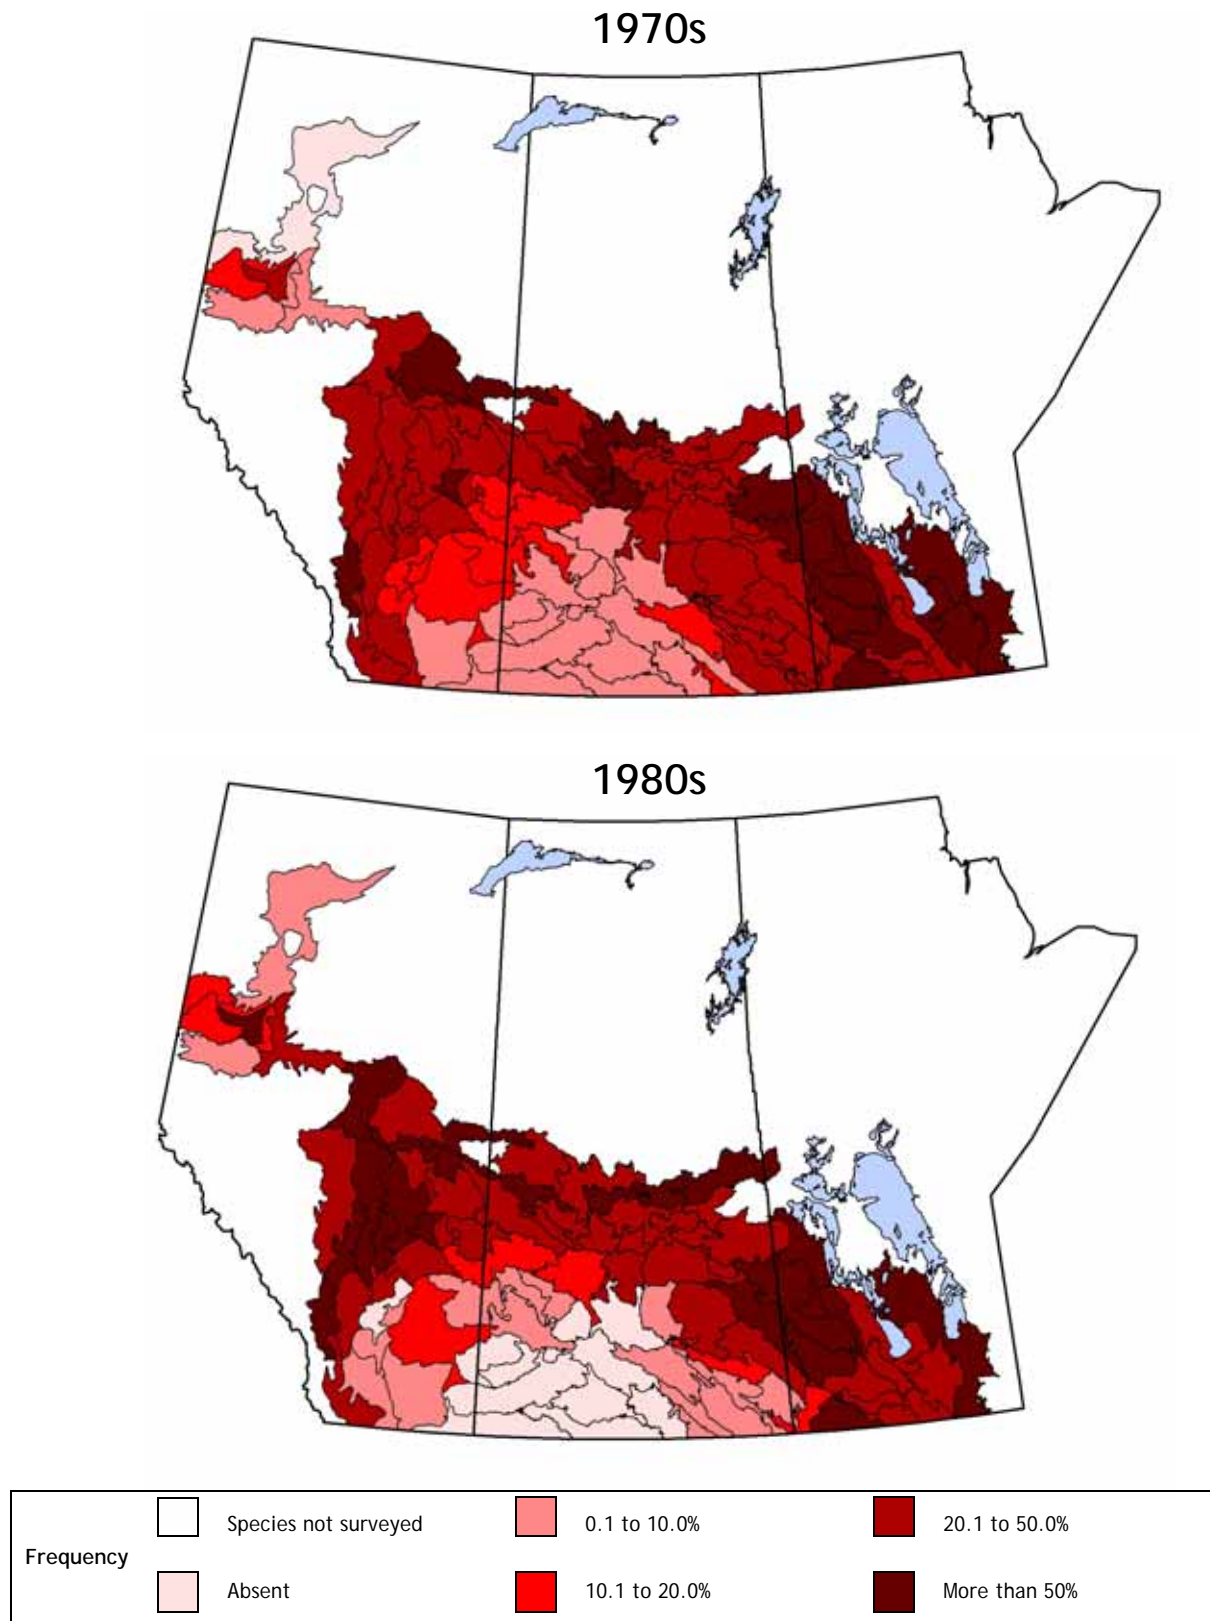 1970s
1980s
Frequency
Species not surveyed
0.1 to 10.0%
20.1 to 50.0%
Absent
10.1 to 20.0%
More than 50%